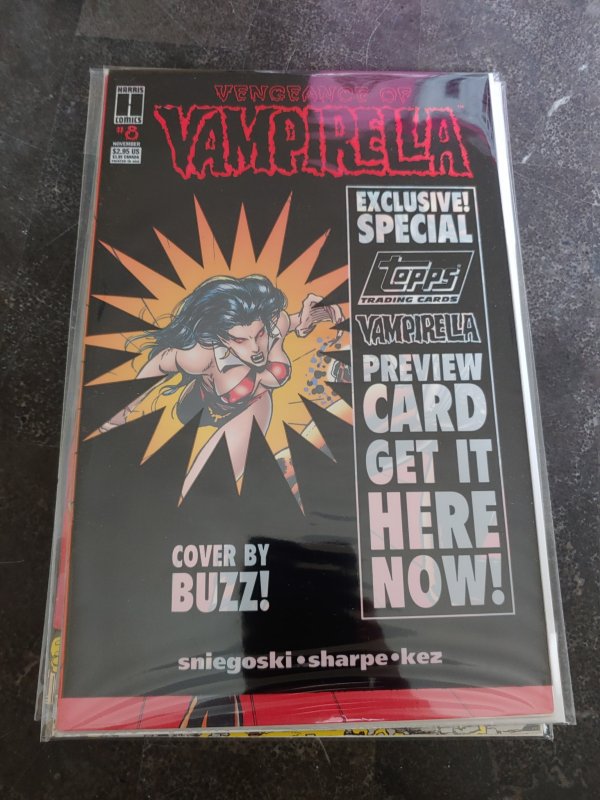 HARRIS
COMICS
#8
NOVEMBER
$2.95 US
VENGEANCE OF
VAMPIRELLA
EXCLUSIVE!
SPECIAL
Topps
TRADING CARDS
VAMPIRELLA
PREVIEW
CARD
GET IT
HERE
NOW!
COVER BY
BUZZ!
sniegoski • sharpe • kez